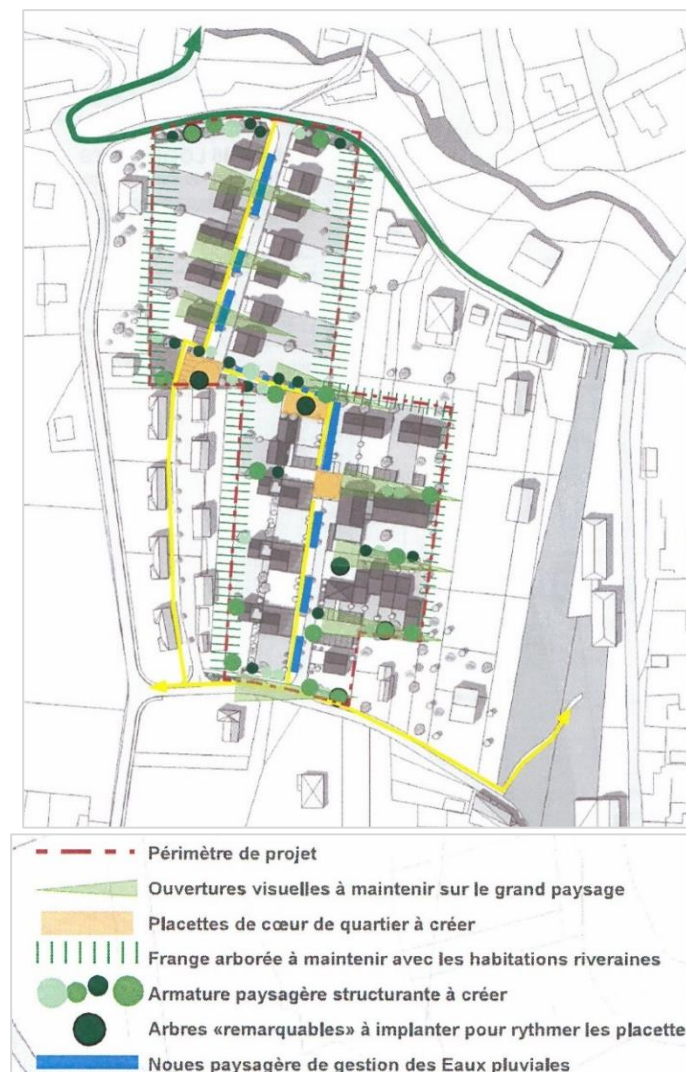 Périmètre de projet
Ouvertures visuelles à maintenir sur le grand paysage
Placettes de cœur de quartier à créer
Frange arborée à maintenir avec les habitations riveraines
Armature paysagère structurante à créer
Arbres «remarquables» à implanter pour rythmer les placette
Noues paysagère de gestion des Eaux pluviales